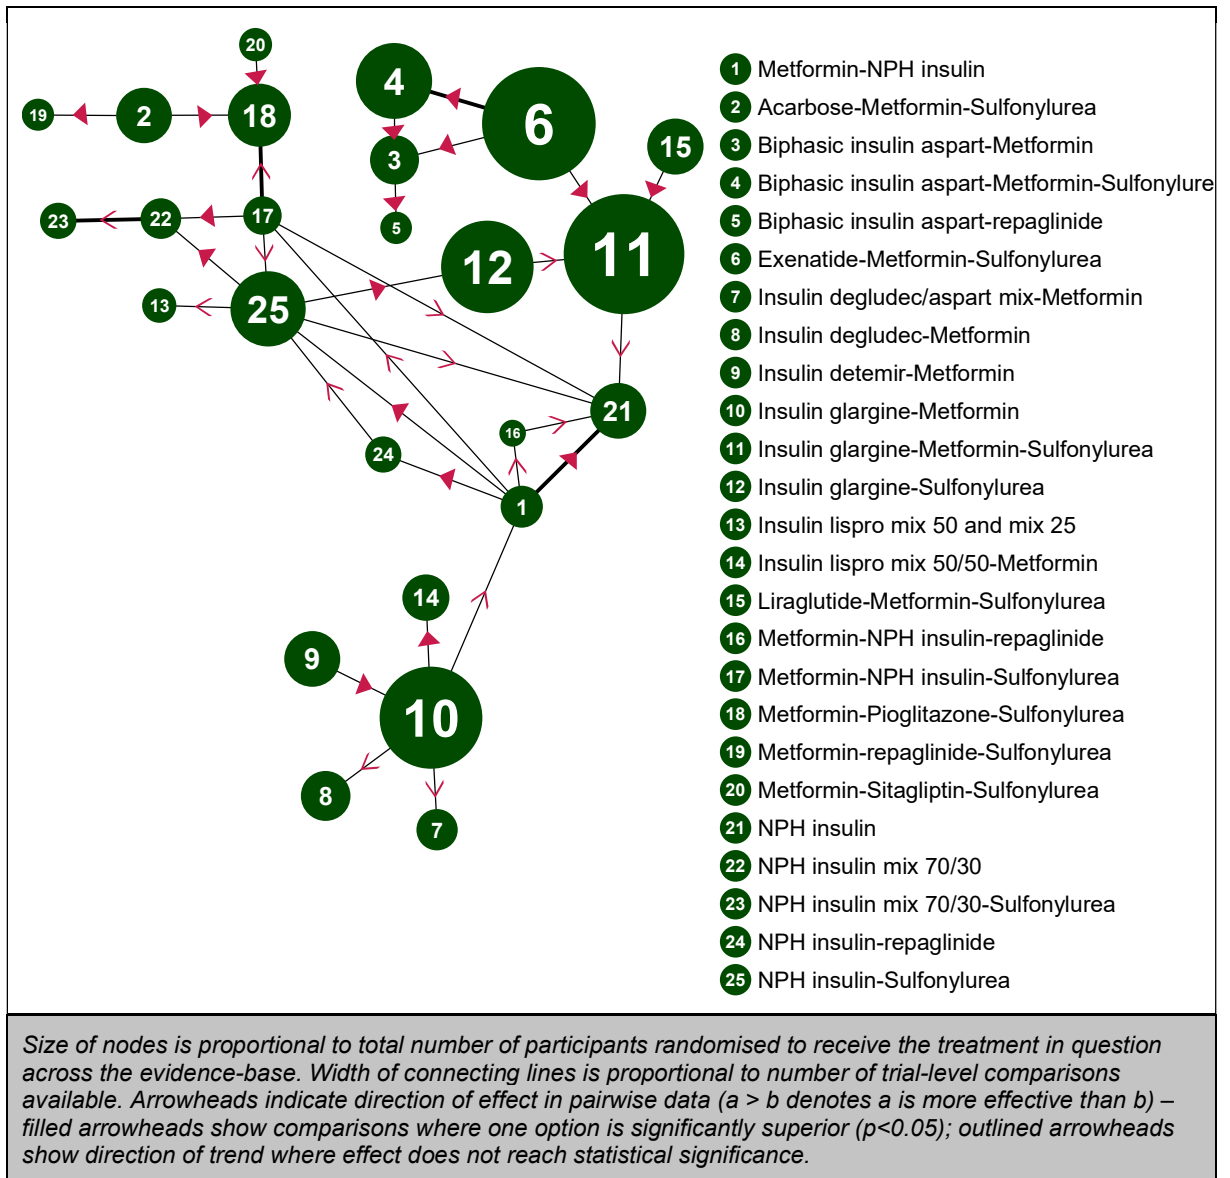 20
19
2
18
4
6
15
3
5
23
22
17
12
11
13
25
21
16
24
1
14
9
10
8
7
1 Metformin-NPH insulin
2 Acarbose-Metformin-Sulfonylurea
3 Biphasic insulin aspart-Metformin
4 Biphasic insulin aspart-Metformin-Sulfonylure
5 Biphasic insulin aspart-repaglinide
6 Exenatide-Metformin-Sulfonylurea
7 Insulin degludec/aspart mix-Metformin
8 Insulin degludec-Metformin
9 Insulin detemir-Metformin
10 Insulin glargine-Metformin
11 Insulin glargine-Metformin-Sulfonylurea
12 Insulin glargine-Sulfonylurea
13 Insulin lispro mix 50 and mix 25
14 Insulin lispro mix 50/50-Metformin
15 Liraglutide-Metformin-Sulfonylurea
16 Metformin-NPH insulin-repaglinide
17 Metformin-NPH insulin-Sulfonylurea
18 Metformin-Pioglitazone-Sulfonylurea
19 Metformin-repaglinide-Sulfonylurea
20 Metformin-Sitagliptin-Sulfonylurea
21 NPH insulin
22 NPH insulin mix 70/30
23 NPH insulin mix 70/30-Sulfonylurea
24 NPH insulin-repaglinide
25 NPH insulin-Sulfonylurea
Size of nodes is proportional to total number of participants randomised to receive the treatment in question
across the evidence-base. Width of connecting lines is proportional to number of trial-level comparisons
available. Arrowheads indicate direction of effect in pairwise data (a > b denotes a is more effective than b) –
filled arrowheads show comparisons where one option is significantly superior (p<0.05); outlined arrowheads
show direction of trend where effect does not reach statistical significance.